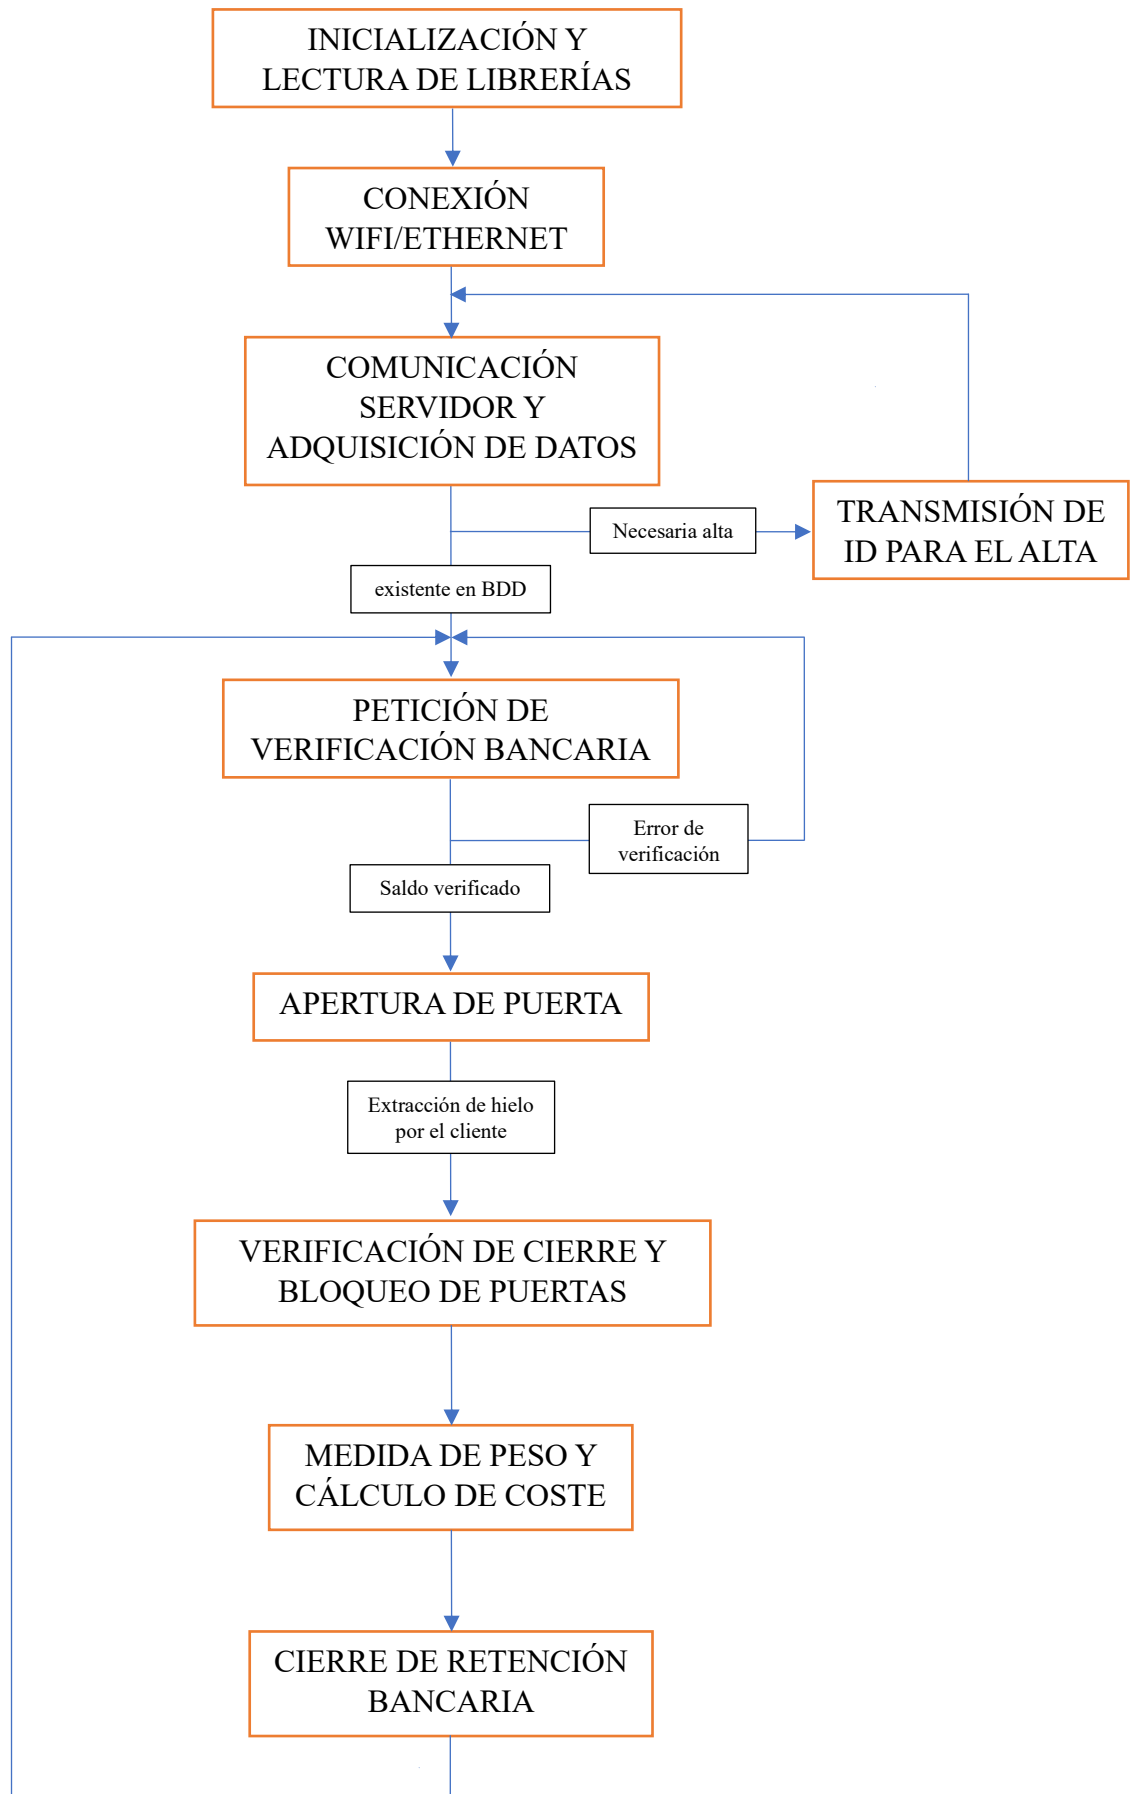 INICIALIZACIÓN Y
LECTURA DE LIBRERÍAS
CONEXIÓN
WIFI/ETHERNET
COMUNICACIÓN
SERVIDOR Y
ADQUISICIÓN DE DATOS
Necesaria alta
TRANSMISIÓN DE
ID PARA EL ALTA
existente en BDD
PETICIÓN DE
VERIFICACIÓN BANCARIA
Error de
verificación
Saldo verificado
APERTURA DE PUERTA
Extracción de hielo
por el cliente
VERIFICACIÓN DE CIERRE Y
BLOQUEO DE PUERTAS
MEDIDA DE PESO Y
CÁLCULO DE COSTE
CIERRE DE RETENCIÓN
BANCARIA